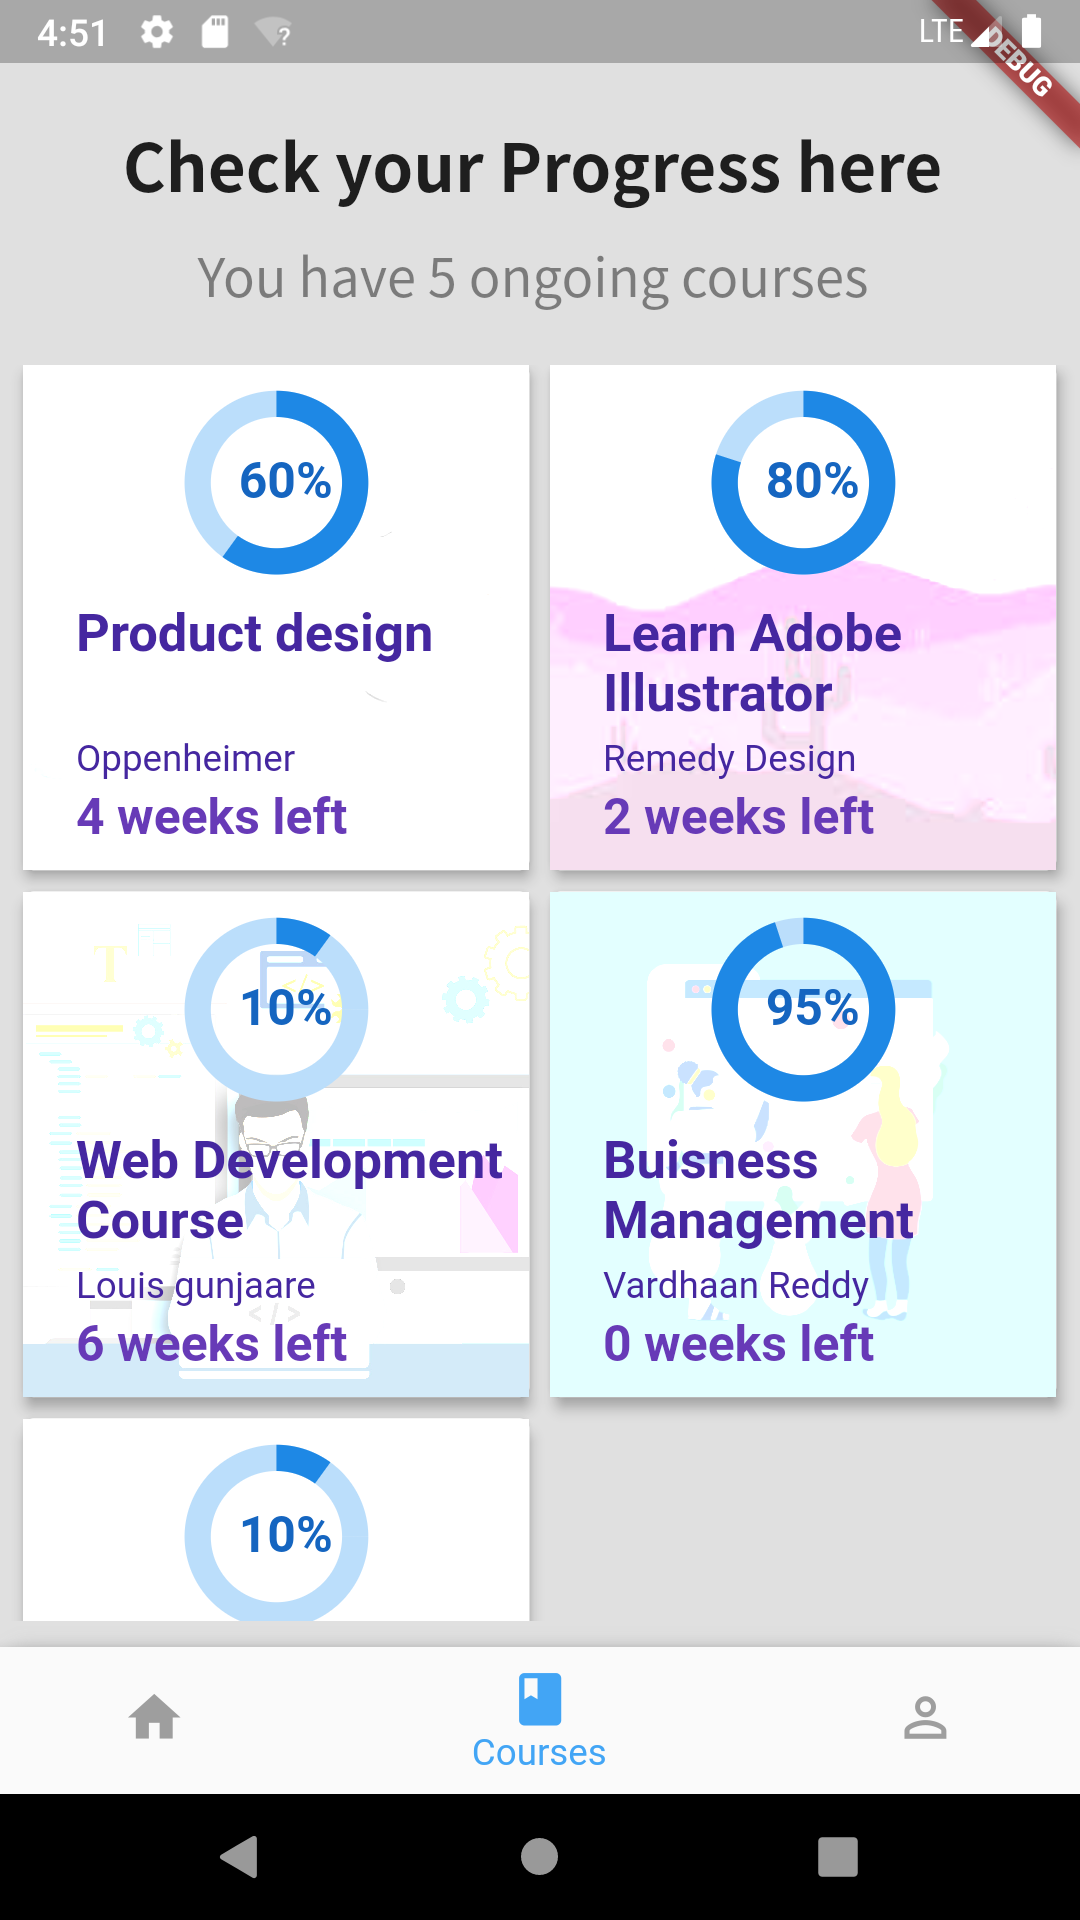 4:51
?
LTE
DEBUG
Check your Progress here
You have 5 ongoing courses
60%
Product design
Oppenheimer
4 weeks left
80%
Learn Adobe
Illustrator
Remedy Design
2 weeks left
T
</>
10%
Web Development
Course
Louis gunjaare
</>
6 weeks left
95%
Buisness
Management
Vardhaan Reddy
0 weeks left
10%
Courses